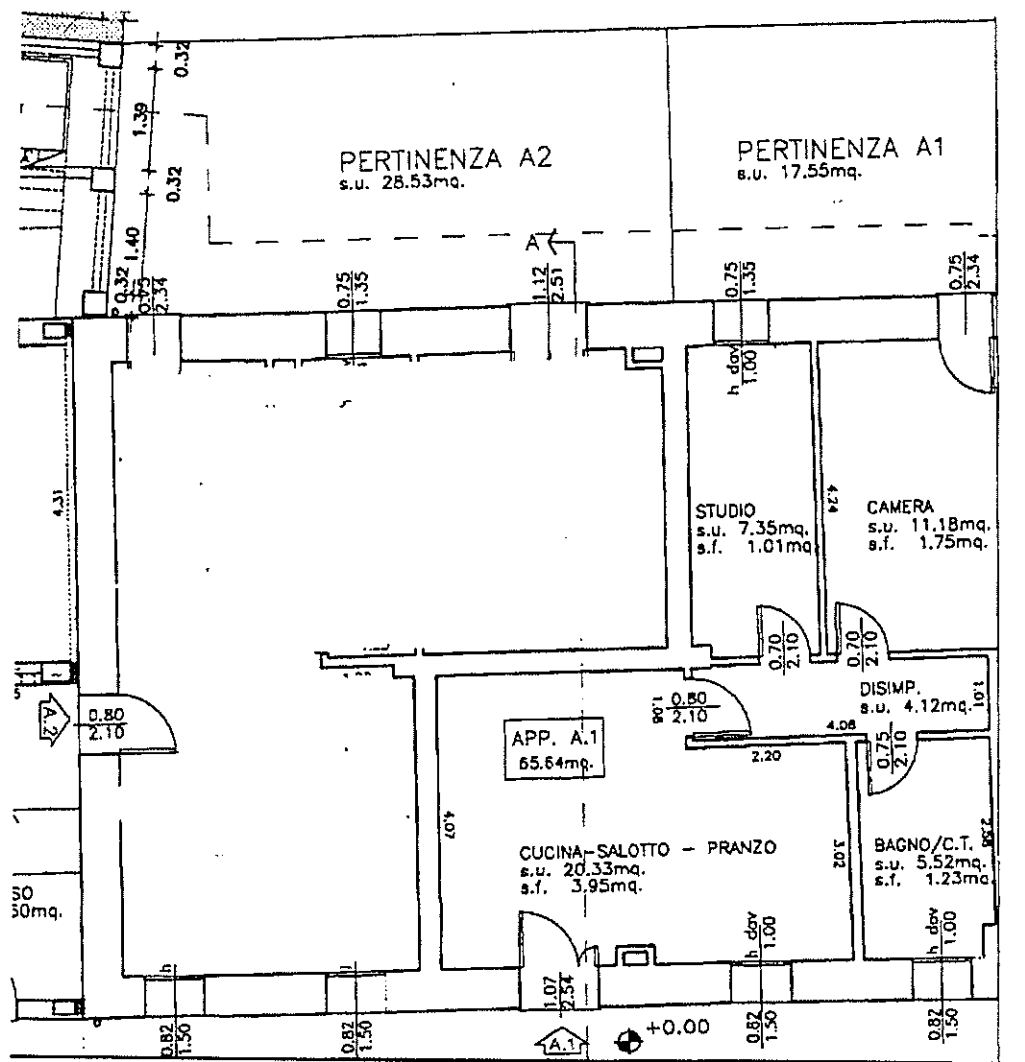 0.32
1.39
0.32
1.40
0.32
PERTINENZA A2
s.u. 28.53mq.
PERTINENZA A1
s.u. 17.55mq.
A
2.34
0.75
1.35
1.12
2.51
0.75
1.35
0.75
2.34
h dav
1.00
4.31
4.24
STUDIO
s.u. 7.35mq.
s.f. 1.01mq.
CAMERA
s.u. 11.18mq.
s.f. 1.75mq.
0.70
2.10
0.70
2.10
A.2
0.80
2.10
1.08
0.80
2.10
DISIMP.
s.u. 4.12mq.
1.01
4.08
0.75
2.10
2.20
APP. A.1
65.64mq.
4.07
3.02
2.58
CUCINA-SALOTTO - PRANZO
s.u. 20.33mq.
s.f. 3.95mq.
BAGNO/C.T.
s.u. 5.52mq.
s.f. 1.23mq.
SO
50mq.
h
h dav
1.00
h dav
1.00
0.82
1.50
0.82
1.50
1.07
2.54
A.1
+0.00
0.82
1.50
0.82
1.50